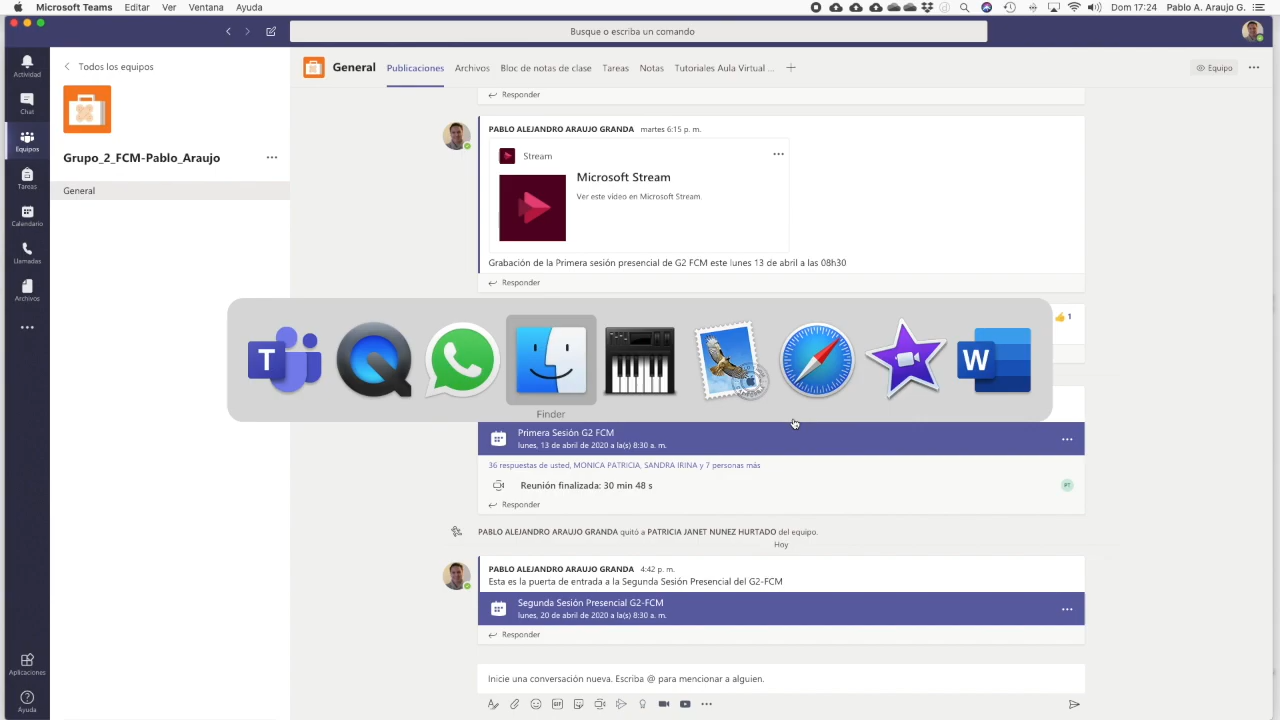 Microsoft Teams Editar Ver Ventana Ayuda
Dom 17:24 Pablo A. Araujo G.
Busque o escriba un comando
Actividad
Chat
Equipos
Tareas
Calendario
Llamadas
Archivos
Aplicaciones
Ayuda
Todos los equipos
Grupo_2_FCM-Pablo_Araujo
General
General Publicaciones Archivos Bloc de notas de clase Tareas Notas Tutoriales Aula Virtual ...
Equipo
Responder
PABLO ALEJANDRO ARAUJO GRANDA martes 6:15 p. m.
Stream
Microsoft Stream
Ver este video en Microsoft Stream.
Grabación de la Primera sesión presencial de G2 FCM este lunes 13 de abril a las 08h30
Responder
1
T
W
Finder
Primera Sesión G2 FCM
lunes, 13 de abril de 2020 a la(s) 8:30 a. m.
36 respuestas de usted, MONICA PATRICIA, SANDRA IRINA y 7 personas más
Reunión finalizada: 30 min 48 s
PT
Responder
PABLO ALEJANDRO ARAUJO GRANDA quitó a PATRICIA JANET NUNEZ HURTADO del equipo.
Hoy
PABLO ALEJANDRO ARAUJO GRANDA 4:42 p. m.
Esta es la puerta de entrada a la Segunda Sesión Presencial del G2-FCM
Segunda Sesión Presencial G2-FCM
lunes, 20 de abril de 2020 a la(s) 8:30 a. m.
Responder
Inicie una conversación nueva. Escriba @ para mencionar a alguien.